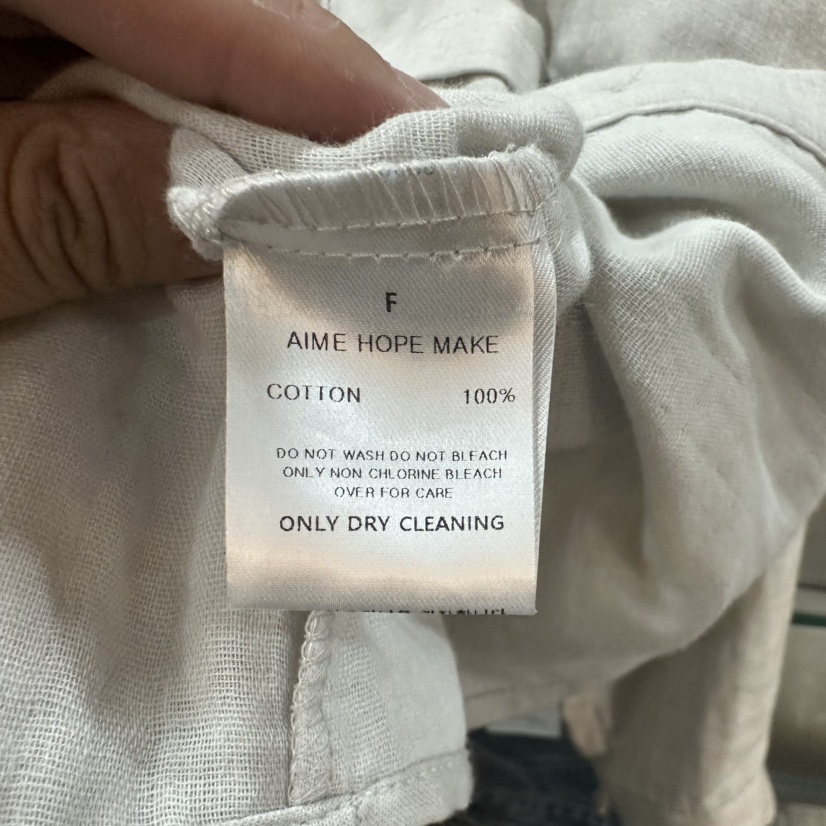 F
AIME HOPE MAKE
COTTON 100%
DO NOT WASH DO NOT BLEACH
ONLY NON CHLORINE BLEACH
OVER FOR CARE
ONLY DRY CLEANING